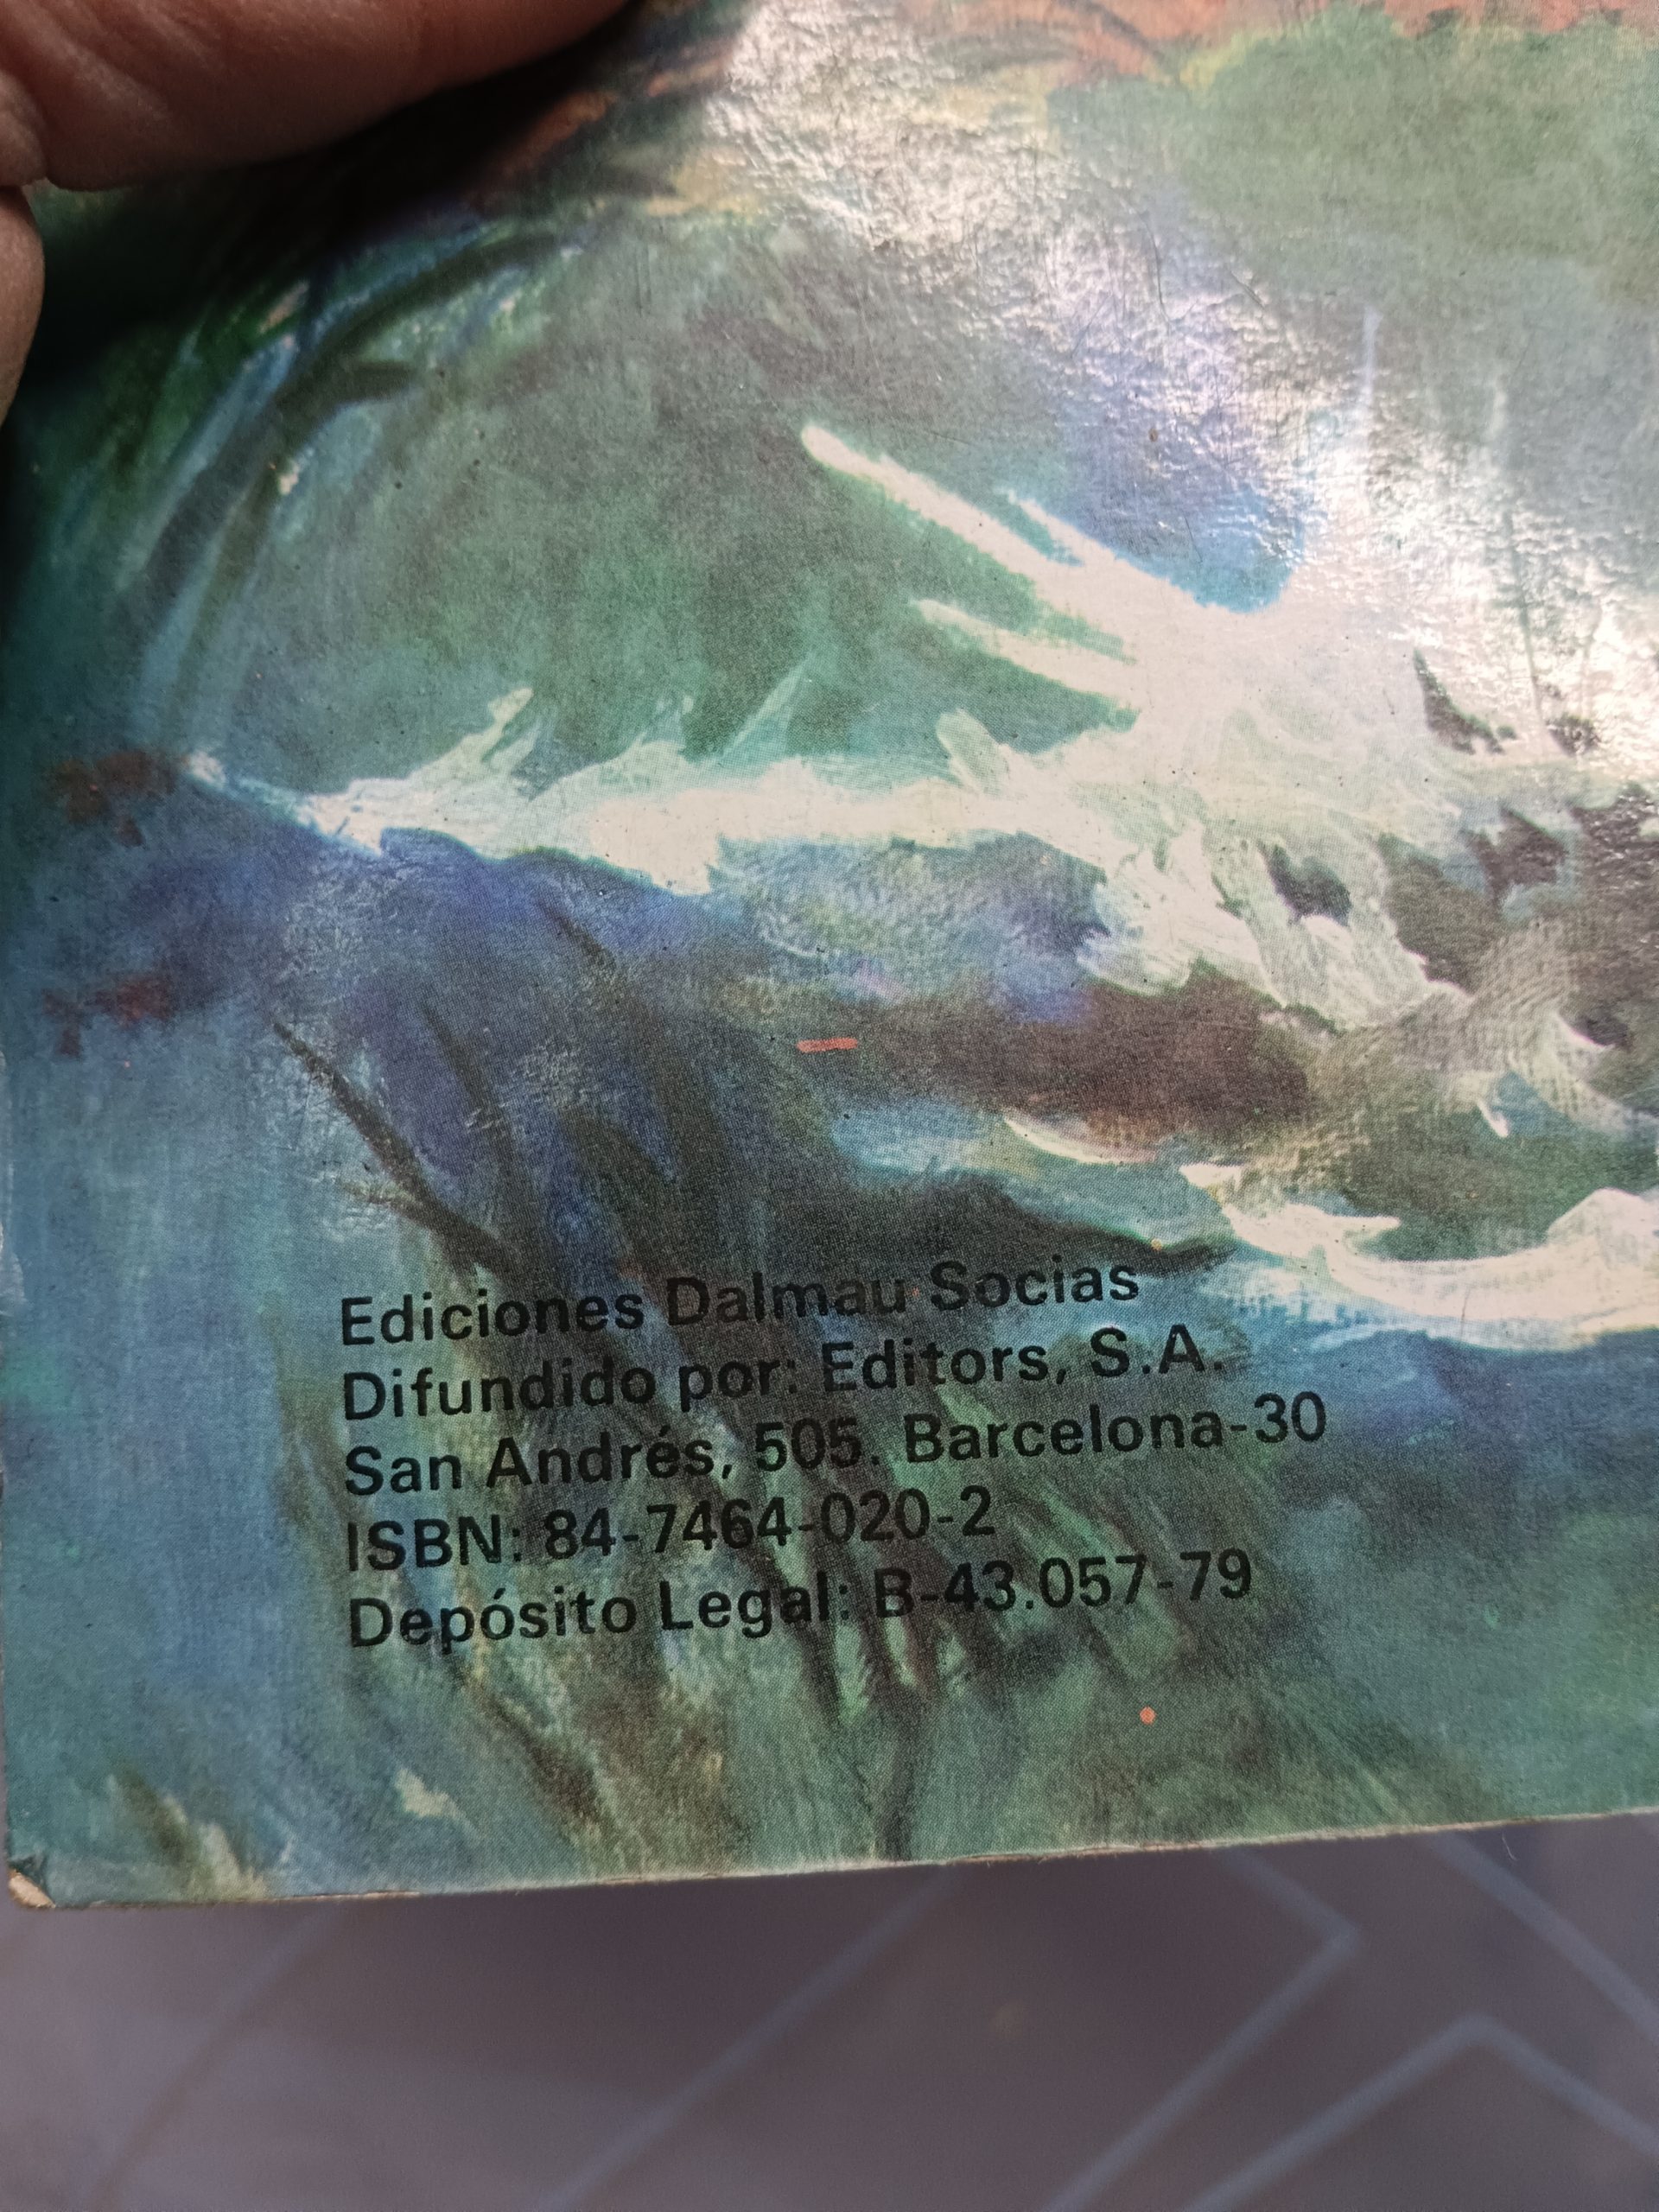 Ediciones Dalmau Socias
Difundido por: Editors, S.A.
San Andrés, 505. Barcelona-30
ISBN: 84-7464-020-2
Depósito Legal: B-43.057-79